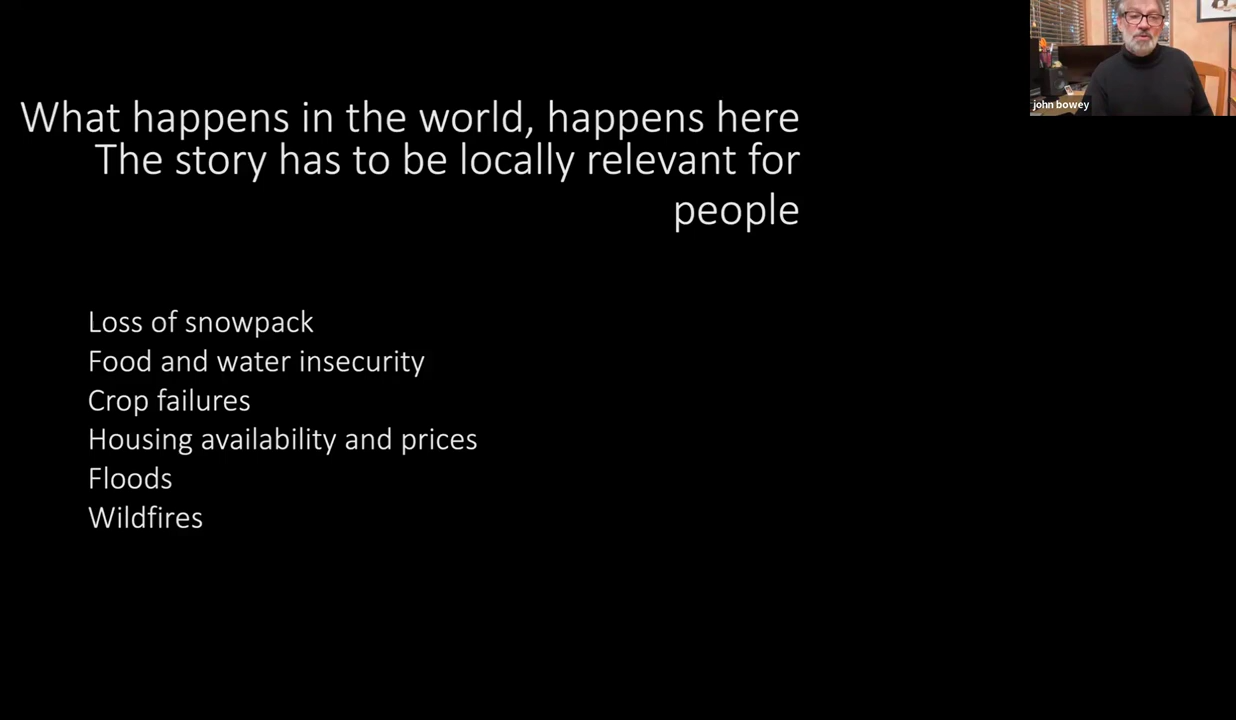 What happens in the world, happens here
The story has to be locally relevant for
people
Loss of snowpack
Food and water insecurity
Crop failures
Housing availability and prices
Floods
Wildfires
john bowey